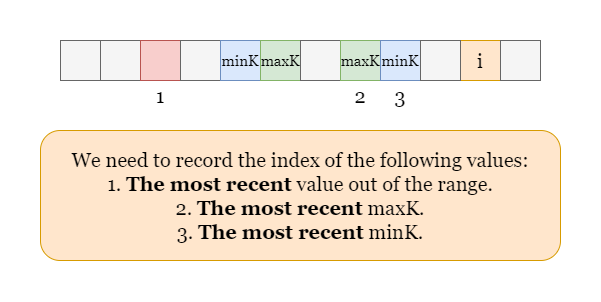 minK maxK maxK minK i
1 2 3
We need to record the index of the following values:
1. The most recent value out of the range.
2. The most recent maxK.
3. The most recent minK.